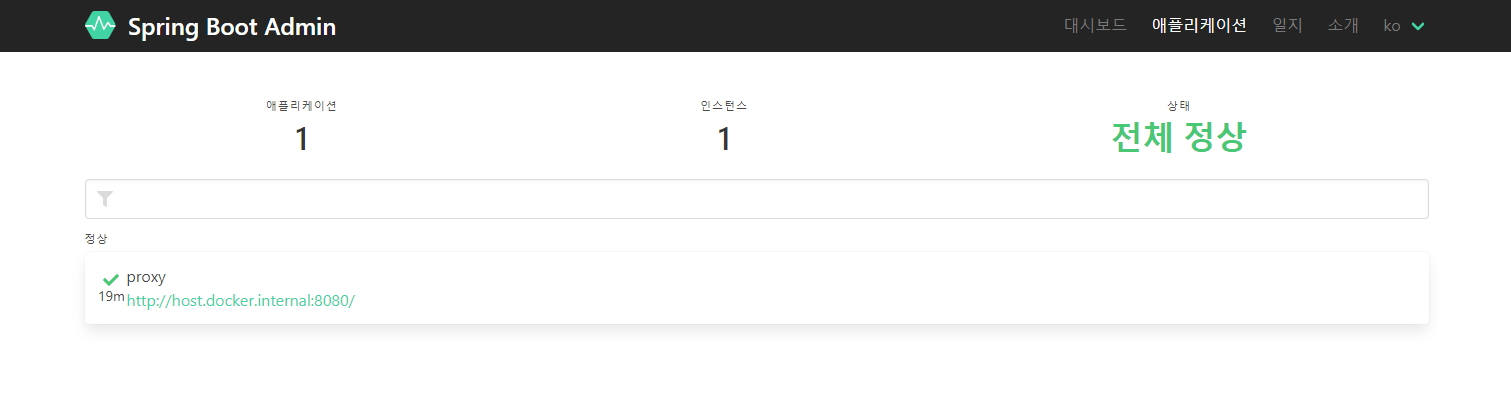 Spring Boot Admin
대시보드 애플리케이션 일지 소개 ko
애플리케이션 인스턴스 상태
1 1 전체 정상
정상
proxy
19m http://host.docker.internal:8080/